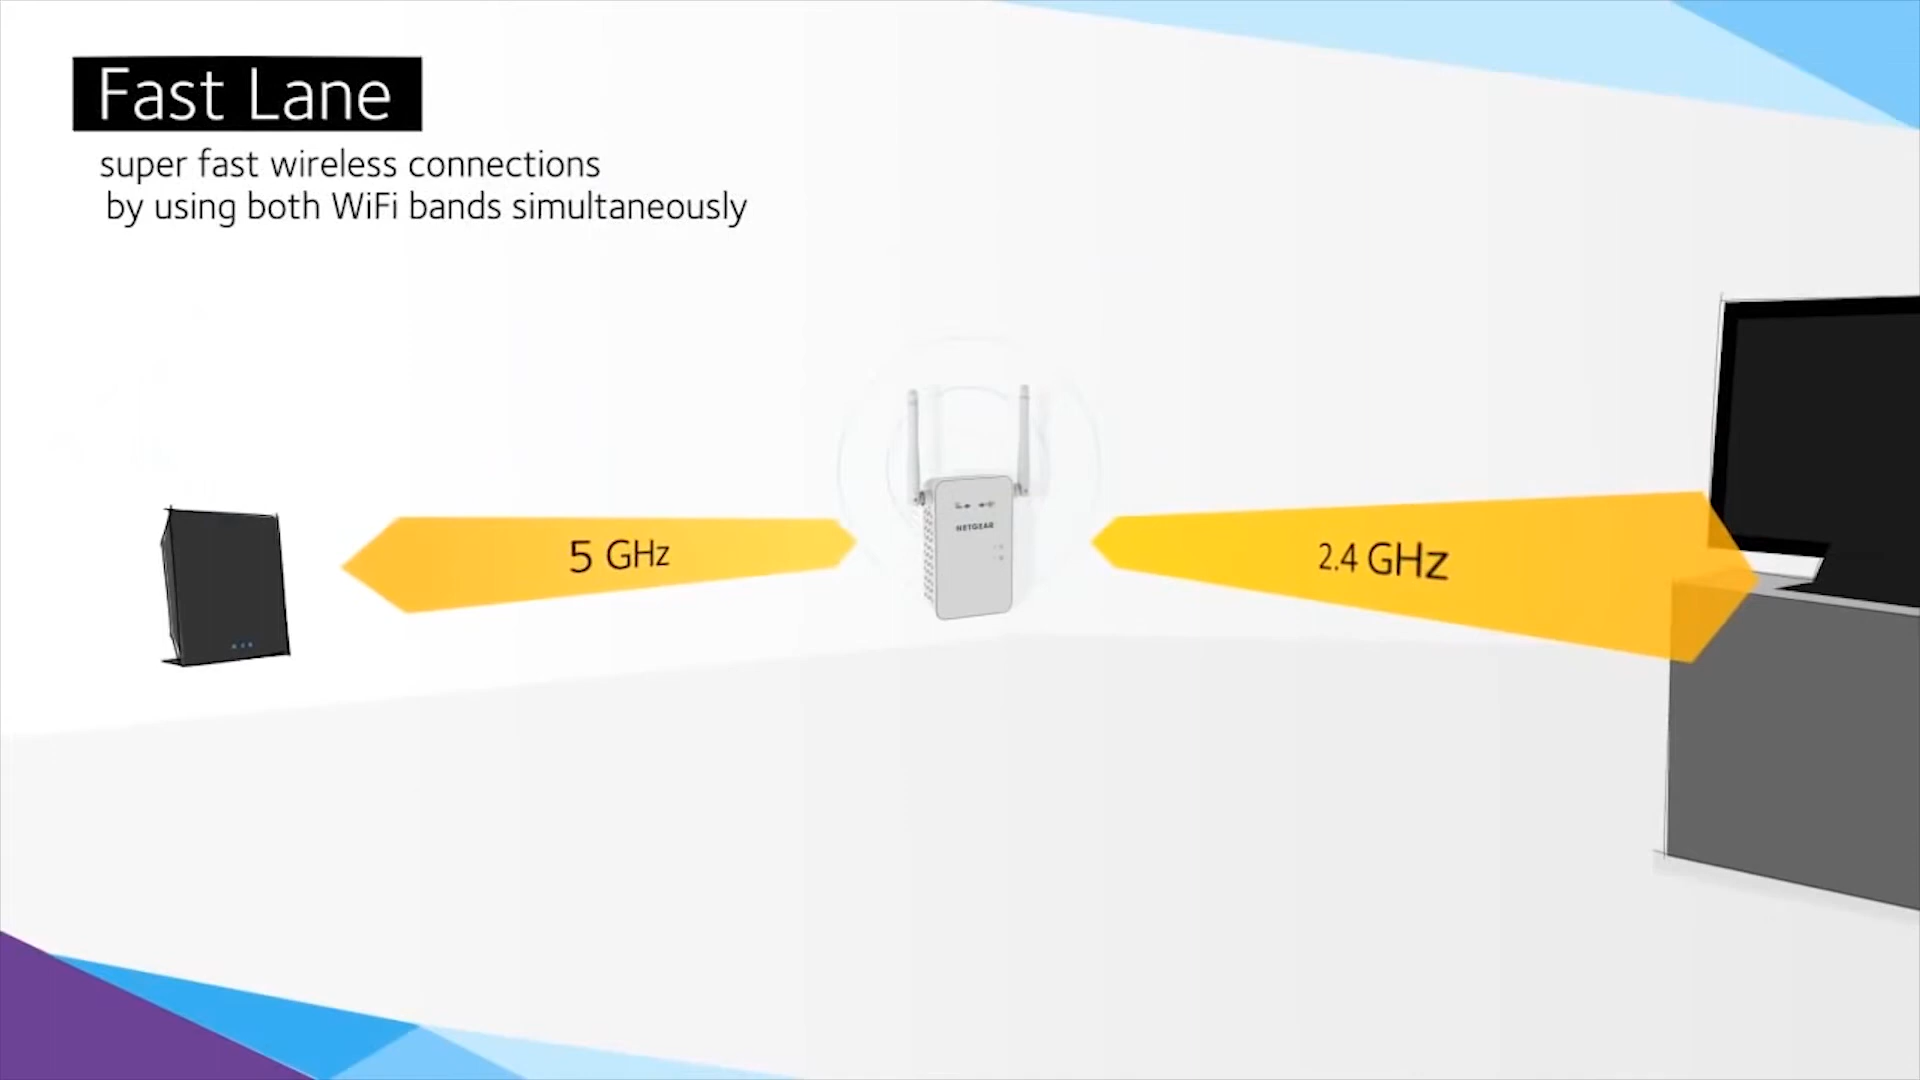 Fast Lane
super fast wireless connections
by using both WiFi bands simultaneously
NETGEAR
5 GHz
2.4 GHz